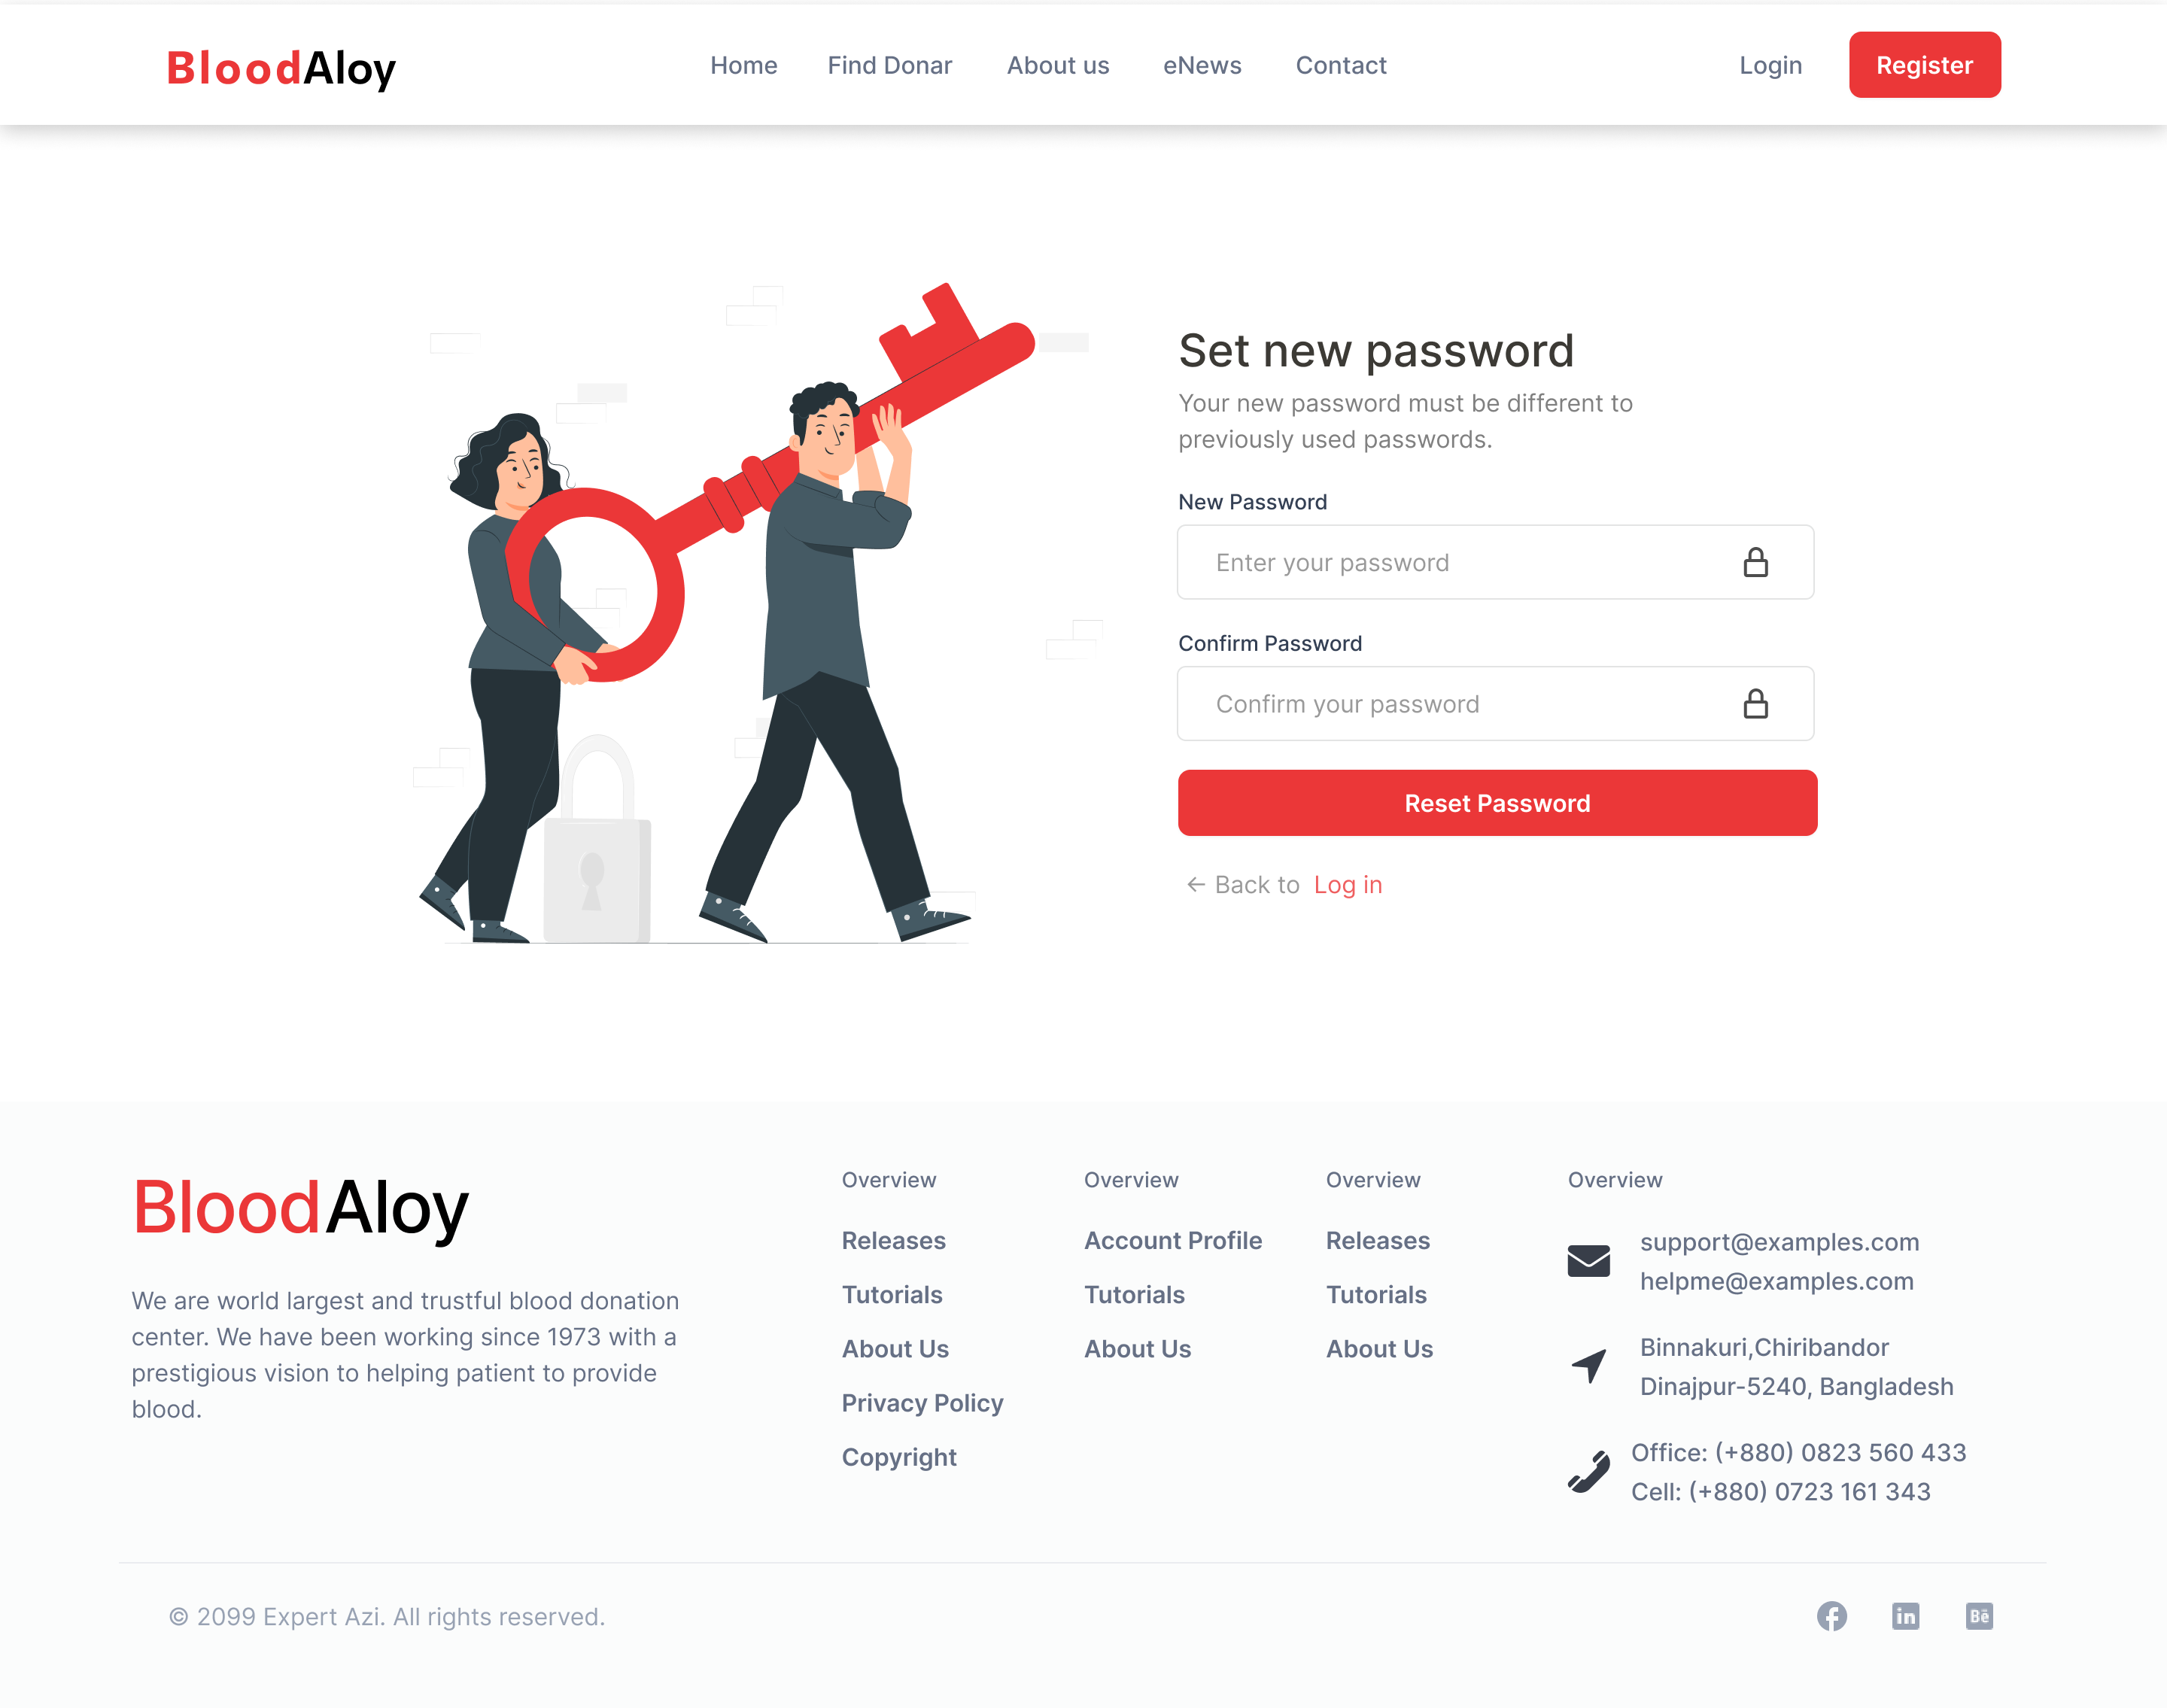 BloodAloy
Home Find Donar About us eNews Contact
Login Register
Set new password
Your new password must be different to
previously used passwords.
New Password
Enter your password
Confirm Password
Confirm your password
Reset Password
← Back to Log in
BloodAloy
We are world largest and trustful blood donation
center. We have been working since 1973 with a
prestigious vision to helping patient to provide
blood.
Overview
Releases
Tutorials
About Us
Privacy Policy
Copyright
Overview
Account Profile
Tutorials
About Us
Overview
Releases
Tutorials
About Us
Overview
support@examples.com
helpme@examples.com
Binnakuri,Chiribandor
Dinajpur-5240, Bangladesh
Office: (+880) 0823 560 433
Cell: (+880) 0723 161 343
© 2099 Expert Azi. All rights reserved.